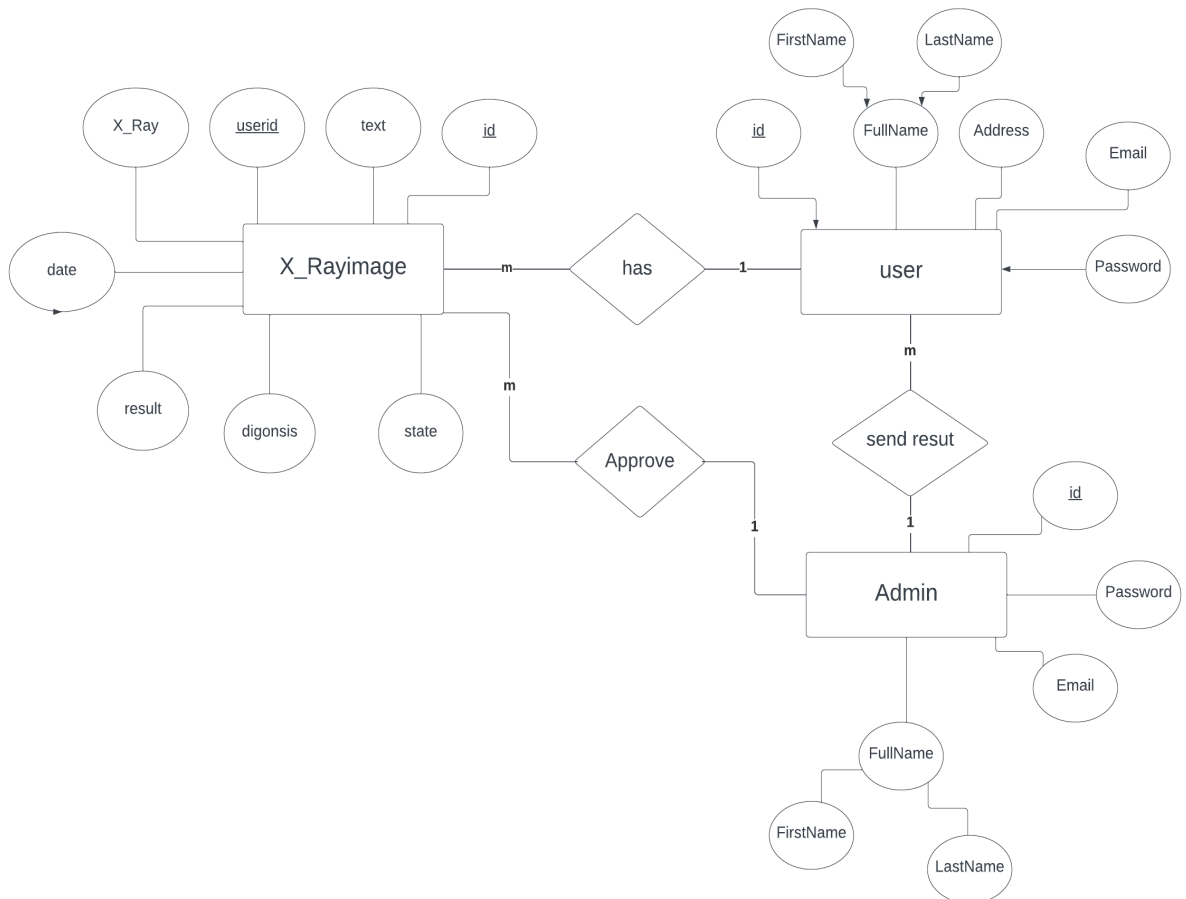 FirstName
LastName
X_Ray
userid
text
id
id
FullName
Address
Email
date
X_Rayimage
m
has
1
user
Password
m
m
result
digonsis
state
Approve
send resut
1
1
id
Admin
Password
Email
FullName
FirstName
LastName